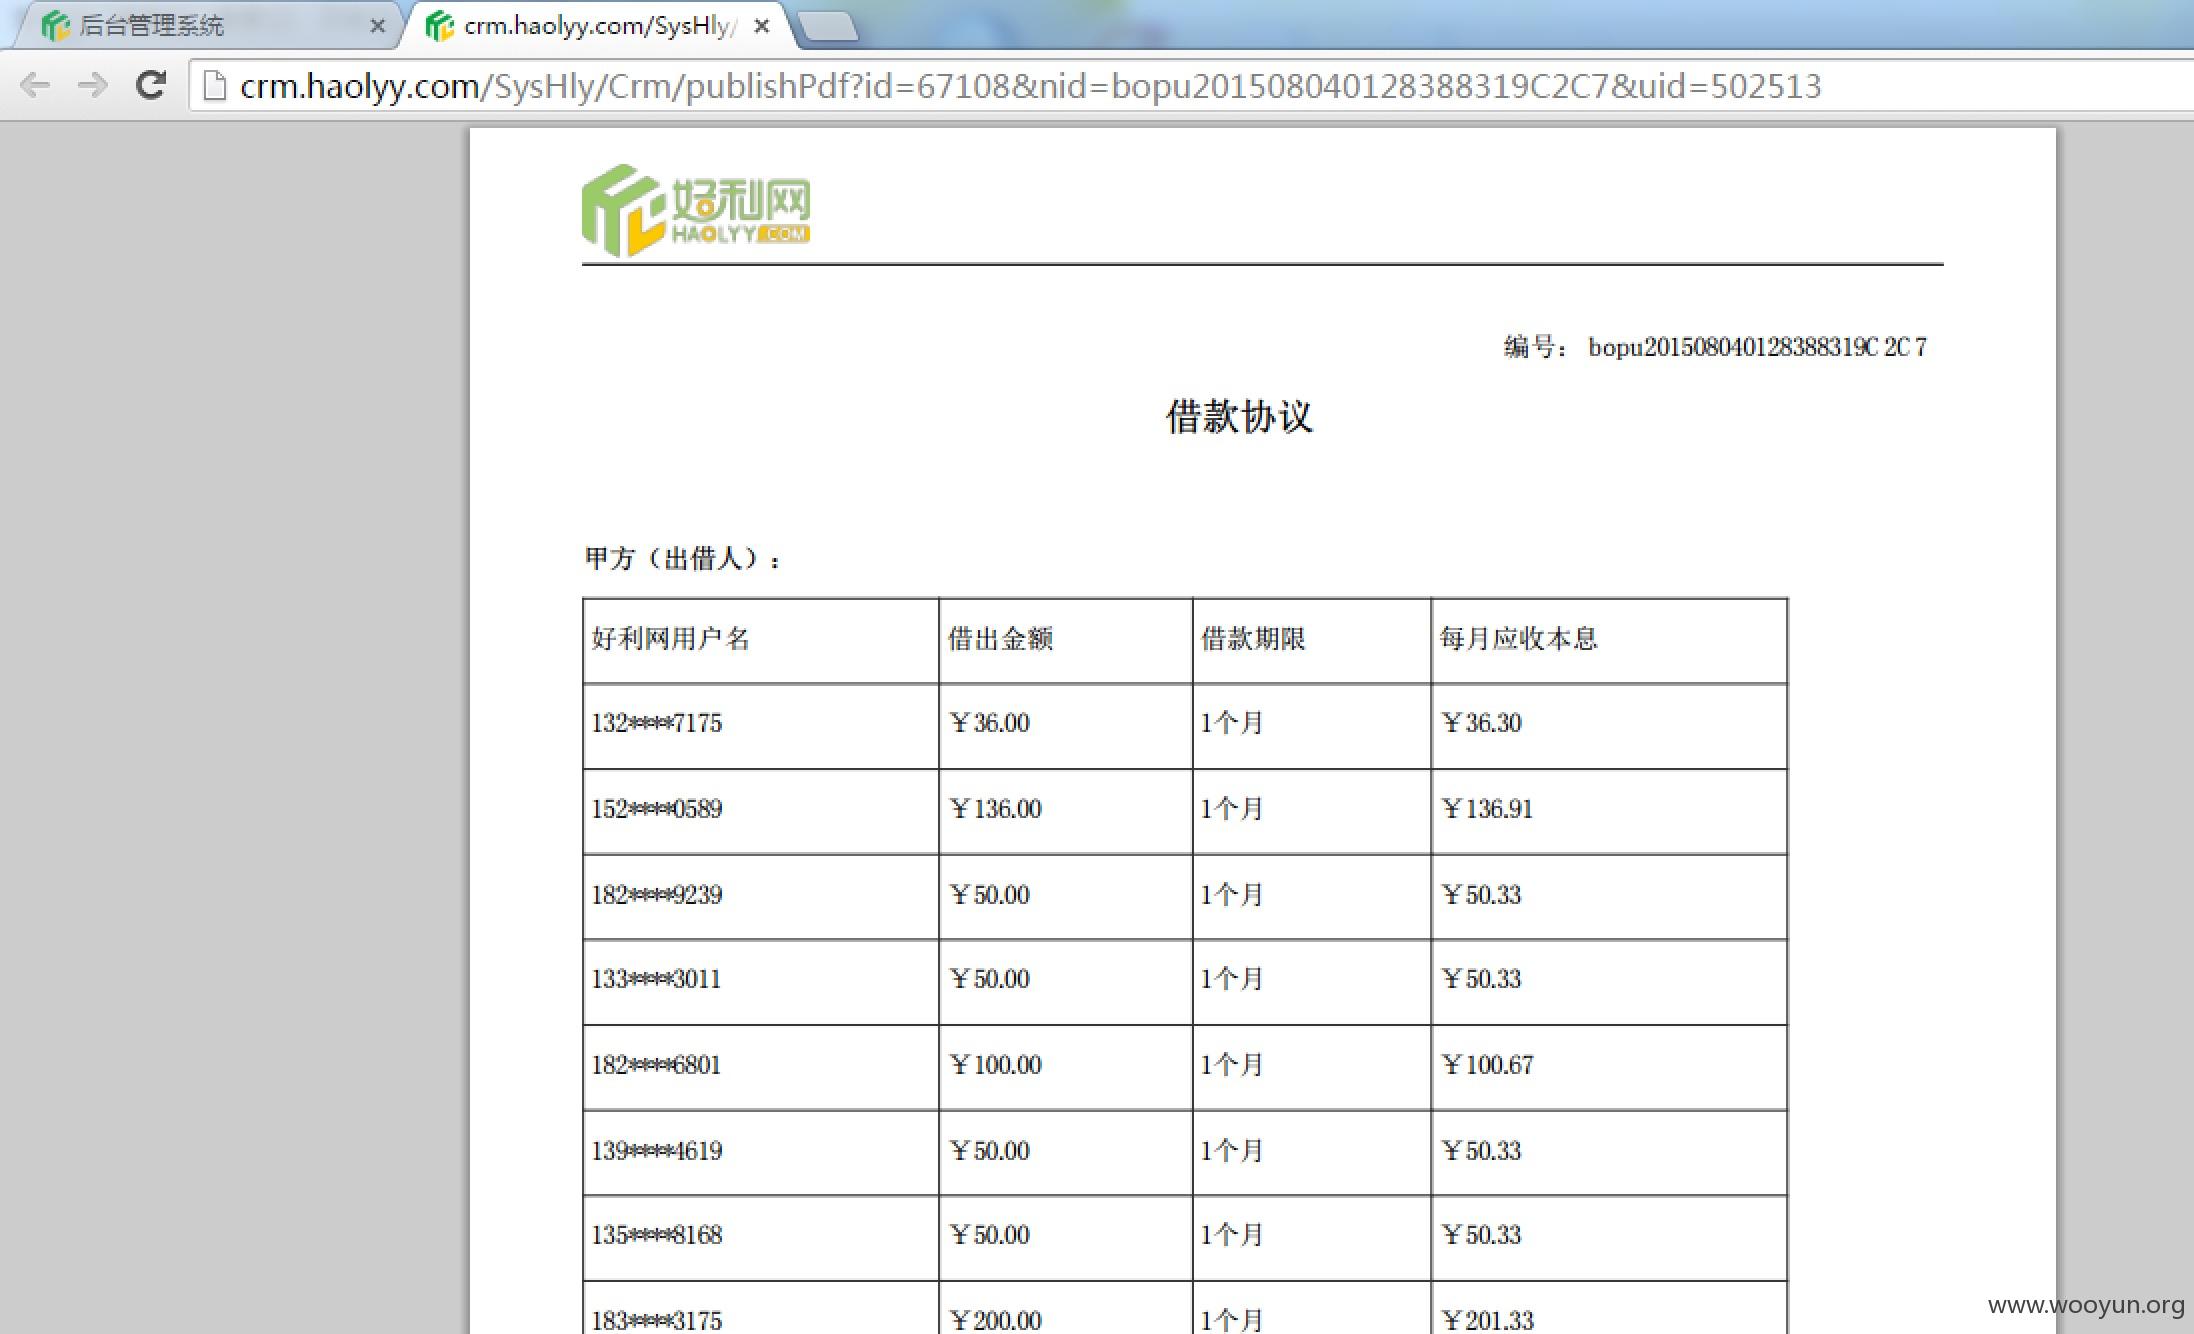 后台管理系统
crm.haolyy.com/SysHly/
crm.haolyy.com/SysHly/Crm/publishPdf?id=67108&nid=bopu201508040128388319C2C7&uid=502513
好利网
HAOLYY.COM
编号： bopu201508040128388319C 2C 7
借款协议
甲方（出借人）：
好利网用户名 借出金额 借款期限 每月应收本息
132****7175 ￥36.00 1个月 ￥36.30
152****0589 ￥136.00 1个月 ￥136.91
182****9239 ￥50.00 1个月 ￥50.33
133****3011 ￥50.00 1个月 ￥50.33
182****6801 ￥100.00 1个月 ￥100.67
139****4619 ￥50.00 1个月 ￥50.33
135****8168 ￥50.00 1个月 ￥50.33
183****3175 ￥200.00 1个月 ￥201.33
www.wooyun.org